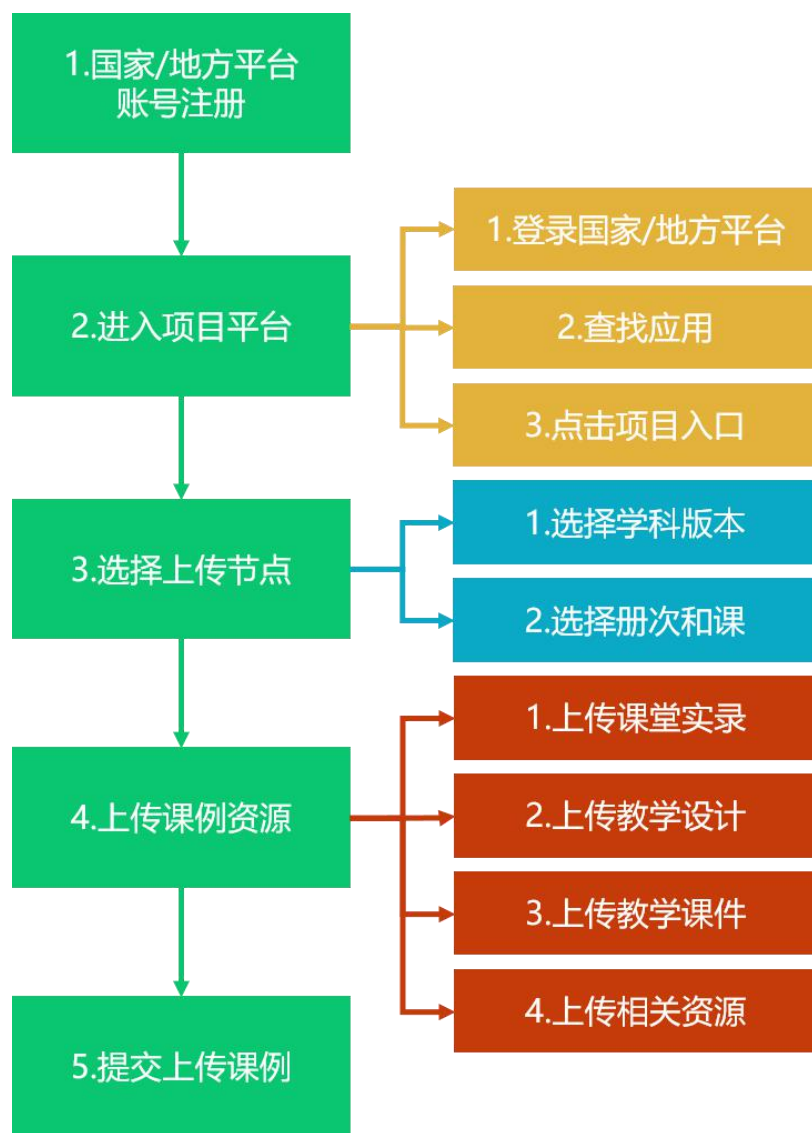 1.国家/地方平台
账号注册
2.进入项目平台
1.登录国家/地方平台
2.查找应用
3.点击项目入口
3.选择上传节点
1.选择学科版本
2.选择册次和课
4.上传课例资源
1.上传课堂实录
2.上传教学设计
3.上传教学课件
4.上传相关资源
5.提交上传课例